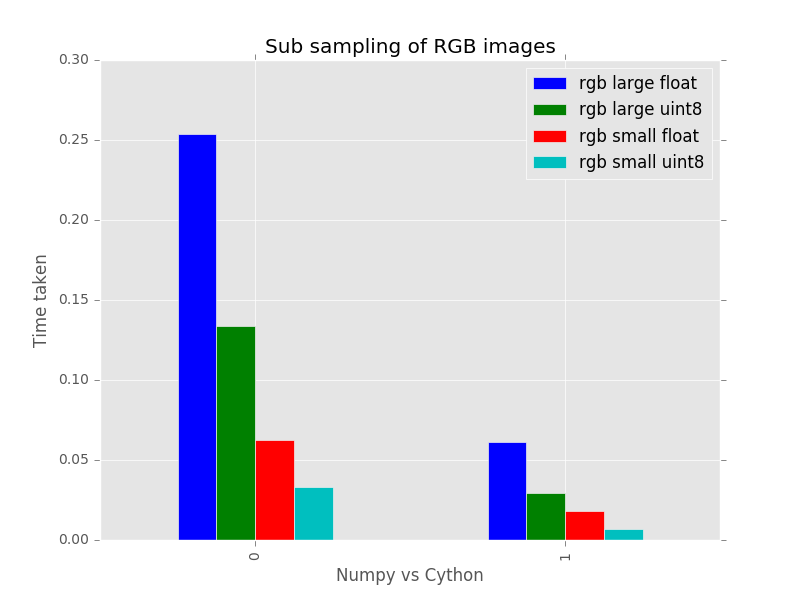 Sub sampling of RGB images
rgb large float
rgb large uint8
rgb small float
rgb small uint8
0.30
0.25
0.20
0.15
0.10
0.05
0.00
Time taken
0
1
Numpy vs Cython